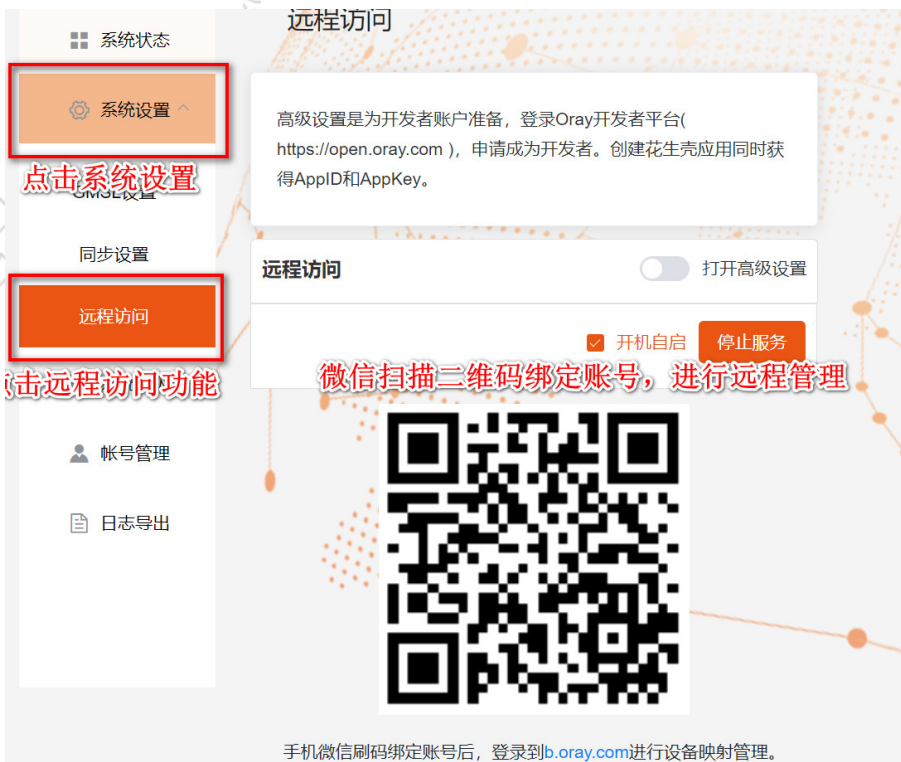 远程访问
系统状态
系统设置
点击系统设置
高级设置是为开发者账户准备，登录Oray开发者平台(
https://open.oray.com )，申请成为开发者。创建花生壳应用同时获
得AppID和AppKey。
同步设置
远程访问
打开高级设置
远程访问
开机自启
停止服务
点击远程访问功能
微信扫描二维码绑定账号，进行远程管理
帐号管理
日志导出
手机微信刷码绑定账号后，登录到b.oray.com进行设备映射管理。